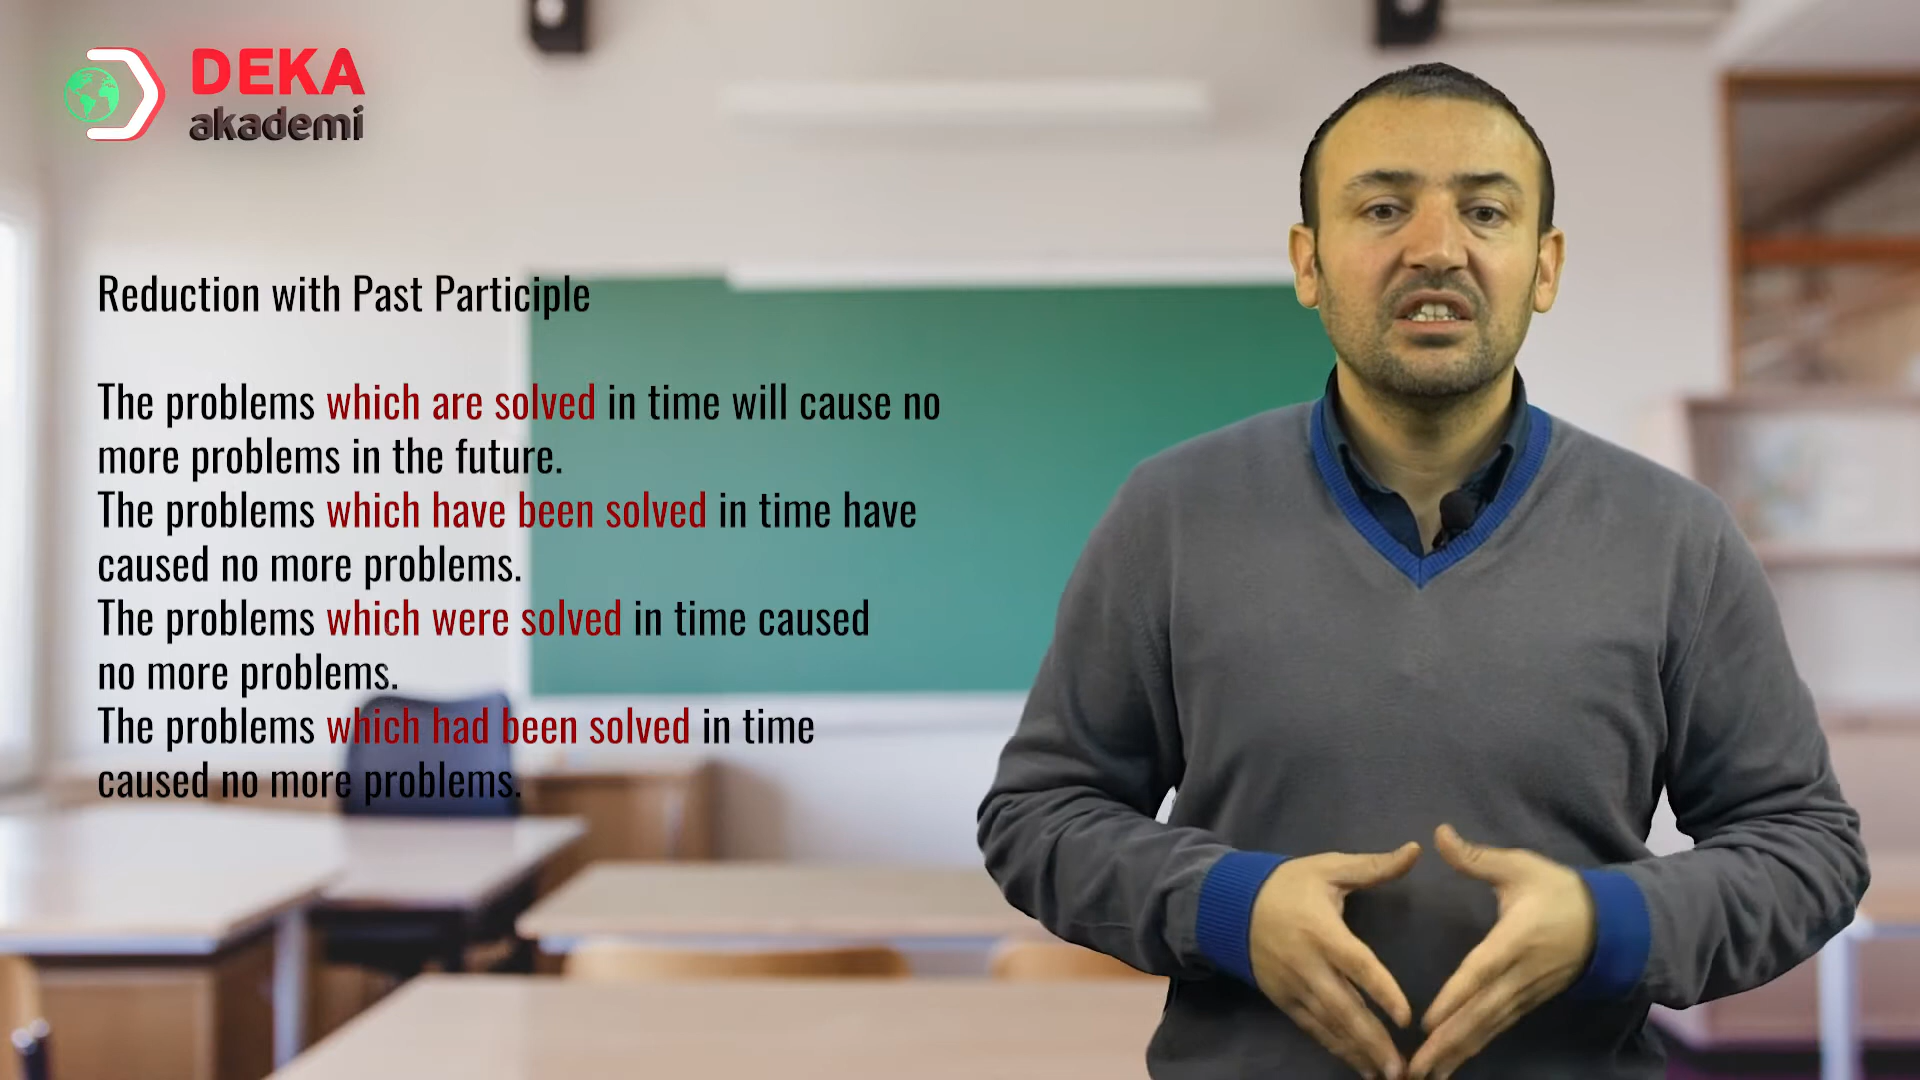 DEKA
akademi
Reduction with Past Participle
The problems which are solved in time will cause no
more problems in the future.
The problems which have been solved in time have
caused no more problems.
The problems which were solved in time caused
no more problems.
The problems which had been solved in time
caused no more problems.